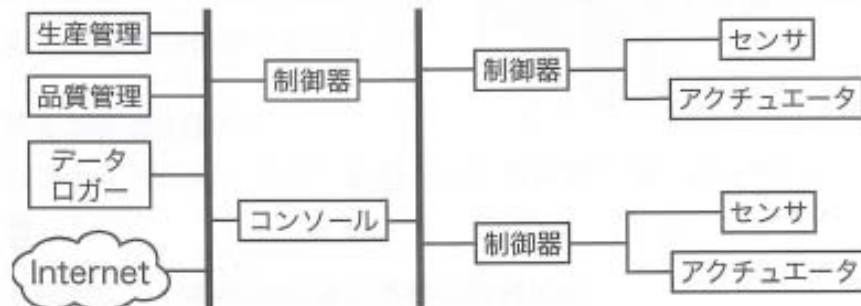 生産管理
品質管理
データ
ロガー
Internet
制御器
コンソール
制御器
センサ
アクチュエータ
制御器
センサ
アクチュエータ